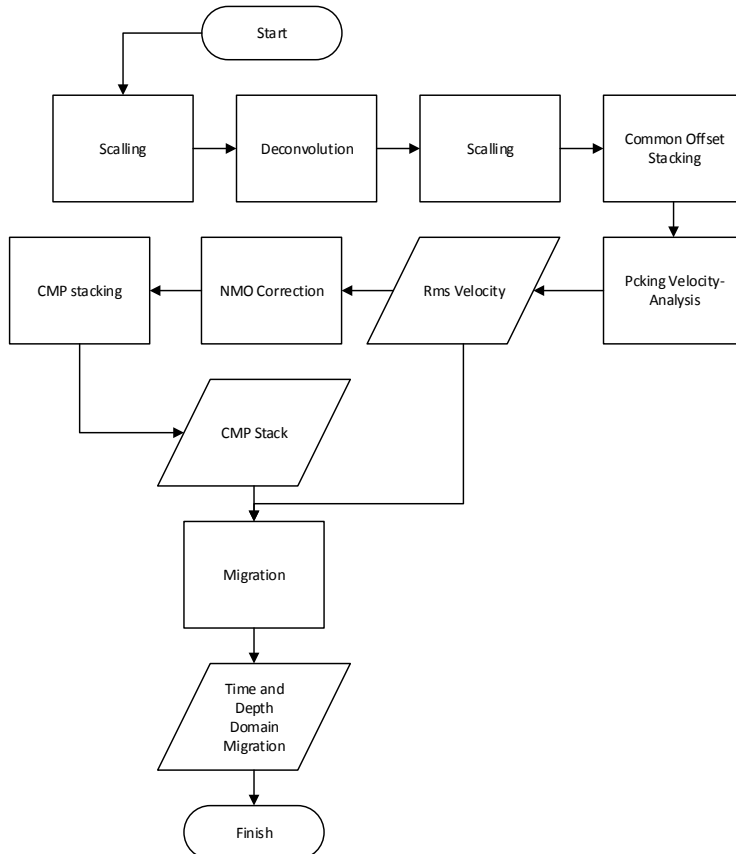 Start
Scalling
Deconvolution
Scalling
Common Offset
Stacking
Pcking Velocity-
Analysis
Rms Velocity
NMO Correction
CMP stacking
CMP Stack
Migration
Time and
Depth
Domain
Migration
Finish